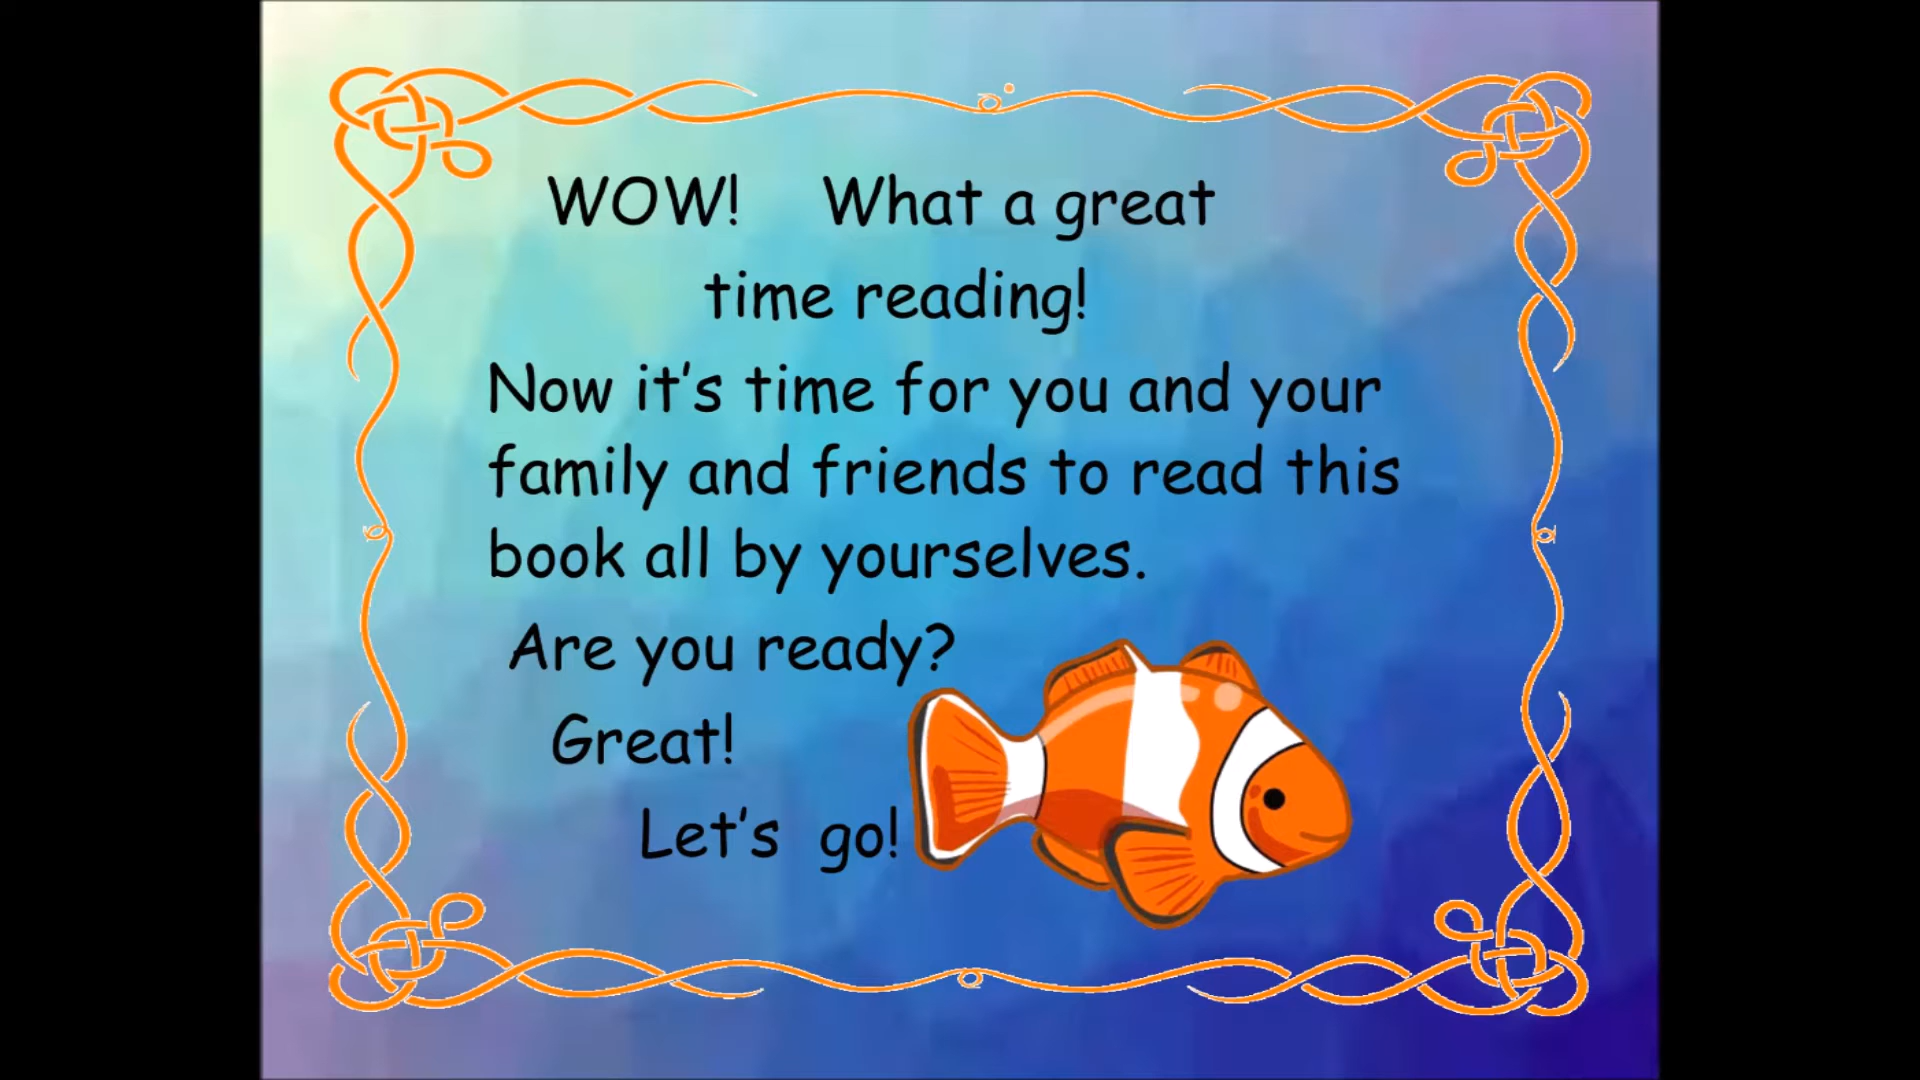 WOW! What a great
time reading!
Now it's time for you and your
family and friends to read this
book all by yourselves.
Are you ready?
Great!
Let's go!